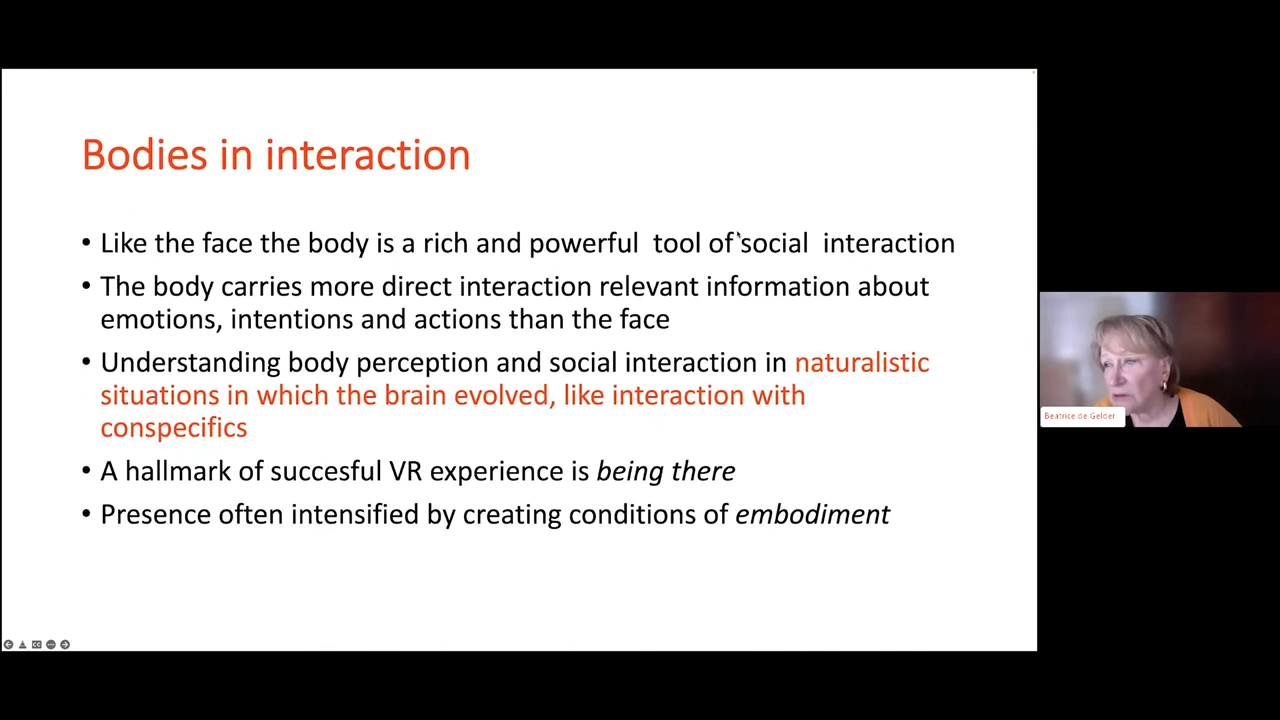 Bodies in interaction
• Like the face the body is a rich and powerful tool of social interaction
• The body carries more direct interaction relevant information about
emotions, intentions and actions than the face
• Understanding body perception and social interaction in naturalistic
situations in which the brain evolved, like interaction with
conspecifics
• A hallmark of succesful VR experience is being there
• Presence often intensified by creating conditions of embodiment
Beatrice de Gelder